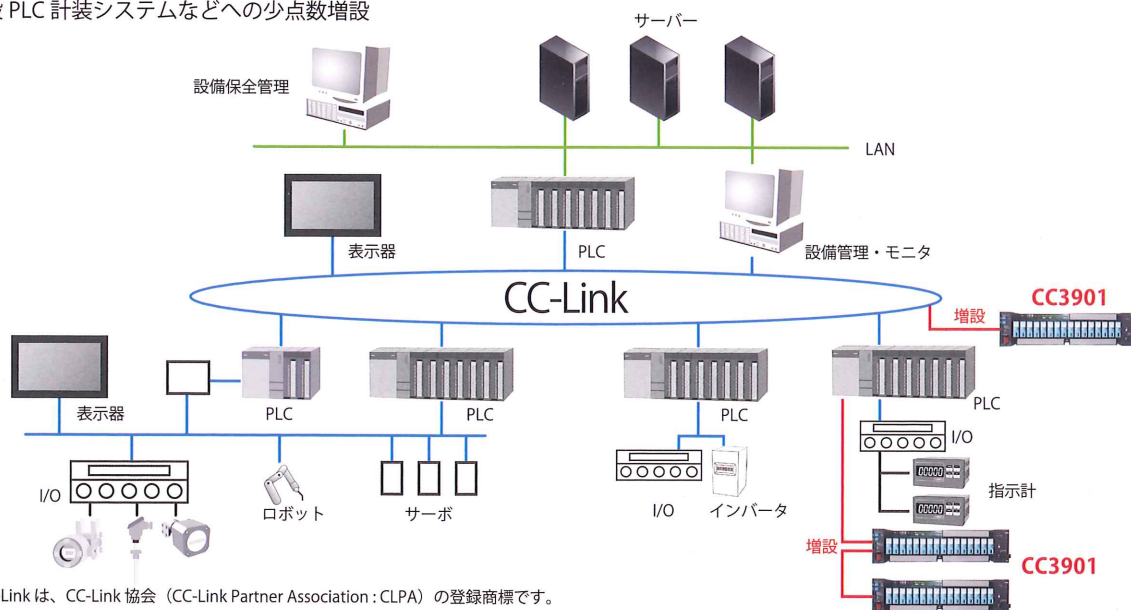 PLC 計装システムなどへの少点数増設
サーバー
設備保全管理
LAN
表示器
PLC
設備管理・モニタ
CC-Link
CC3901
増設
表示器
PLC
PLC
PLC
PLC
I/O
I/O
ロボット
サーボ
I/O
インバータ
指示計
増設
CC3901
Link は、CC-Link 協会（CC-Link Partner Association : CLPA）の登録商標です。